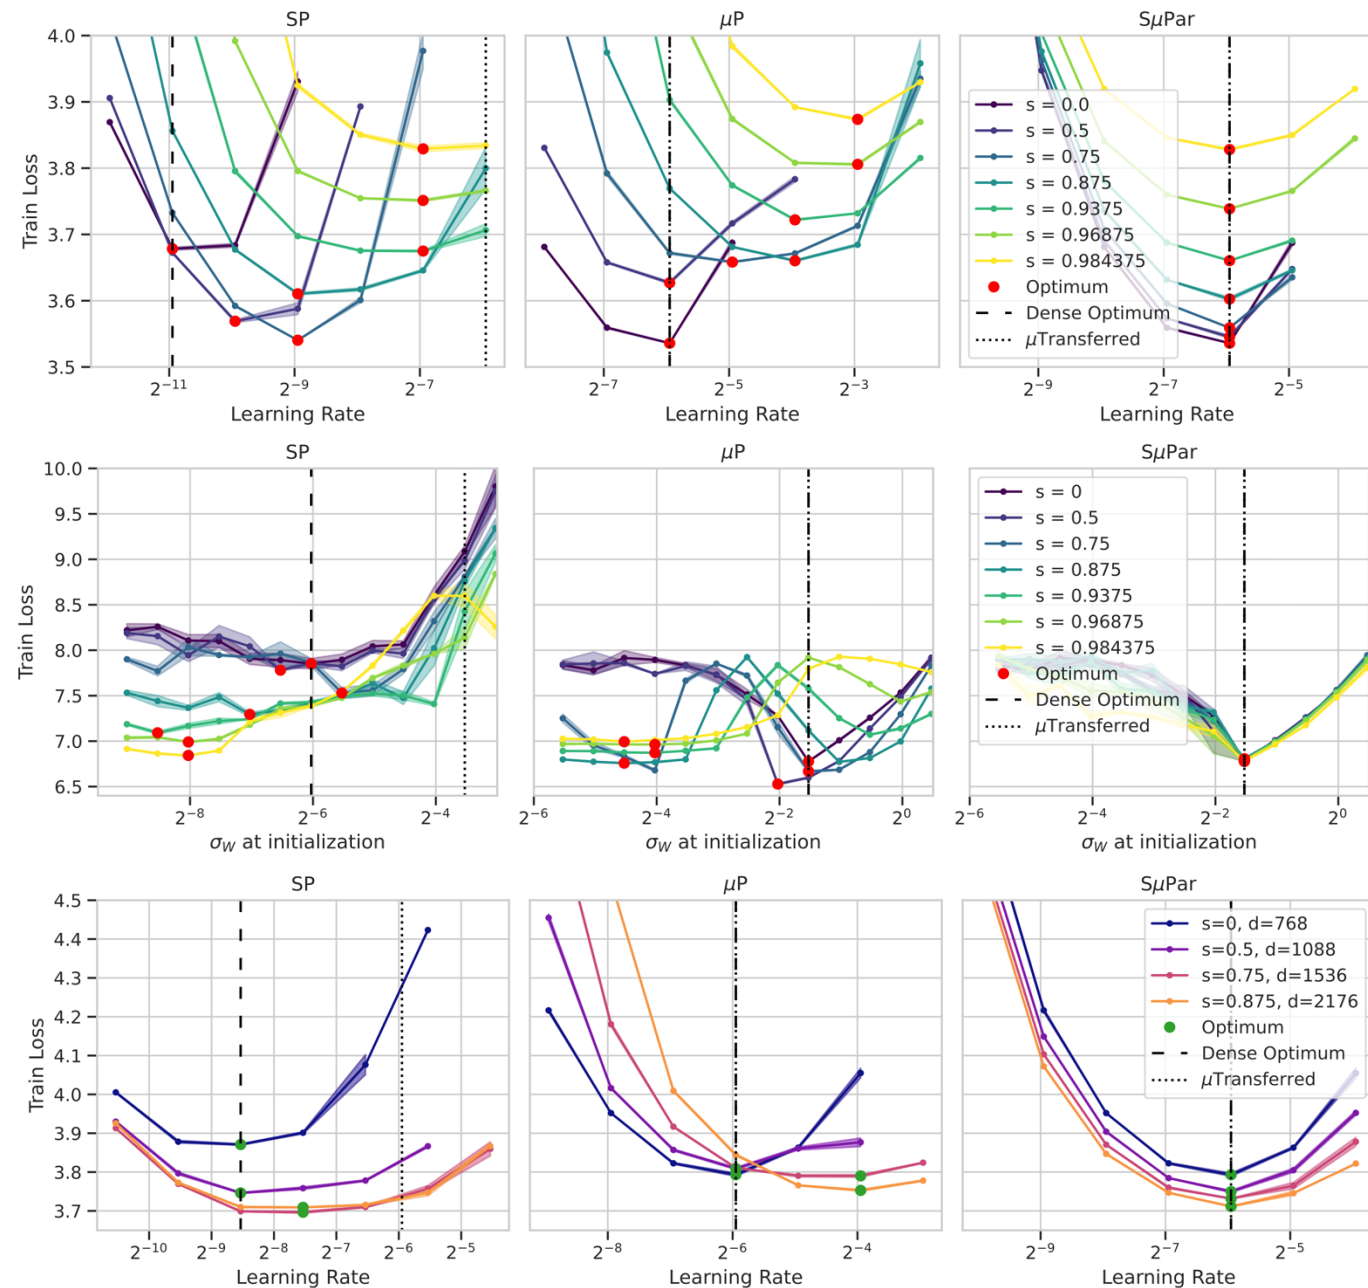 SP
μP
SμPar
4.0
3.9
3.8
3.7
3.6
3.5
Train Loss
2⁻¹¹
2⁻⁹
2⁻⁷
Learning Rate
2⁻⁷
2⁻⁵
2⁻³
Learning Rate
s = 0.0
s = 0.5
s = 0.75
s = 0.875
s = 0.9375
s = 0.96875
s = 0.984375
Optimum
Dense Optimum
μTransferred
2⁻⁹
2⁻⁷
2⁻⁵
Learning Rate
SP
μP
SμPar
10.0
9.5
9.0
8.5
8.0
7.5
7.0
6.5
Train Loss
2⁻⁸
2⁻⁶
2⁻⁴
σ_W at initialization
2⁻⁶
2⁻⁴
2⁻²
2⁰
σ_W at initialization
s = 0
s = 0.5
s = 0.75
s = 0.875
s = 0.9375
s = 0.96875
s = 0.984375
Optimum
Dense Optimum
μTransferred
2⁻⁶
2⁻⁴
2⁻²
2⁰
σ_W at initialization
SP
μP
SμPar
4.5
4.4
4.3
4.2
4.1
4.0
3.9
3.8
3.7
Train Loss
2⁻¹⁰
2⁻⁹
2⁻⁸
2⁻⁷
2⁻⁶
2⁻⁵
Learning Rate
2⁻⁸
2⁻⁶
2⁻⁴
Learning Rate
s=0, d=768
s=0.5, d=1088
s=0.75, d=1536
s=0.875, d=2176
Optimum
Dense Optimum
μTransferred
2⁻⁹
2⁻⁷
2⁻⁵
Learning Rate